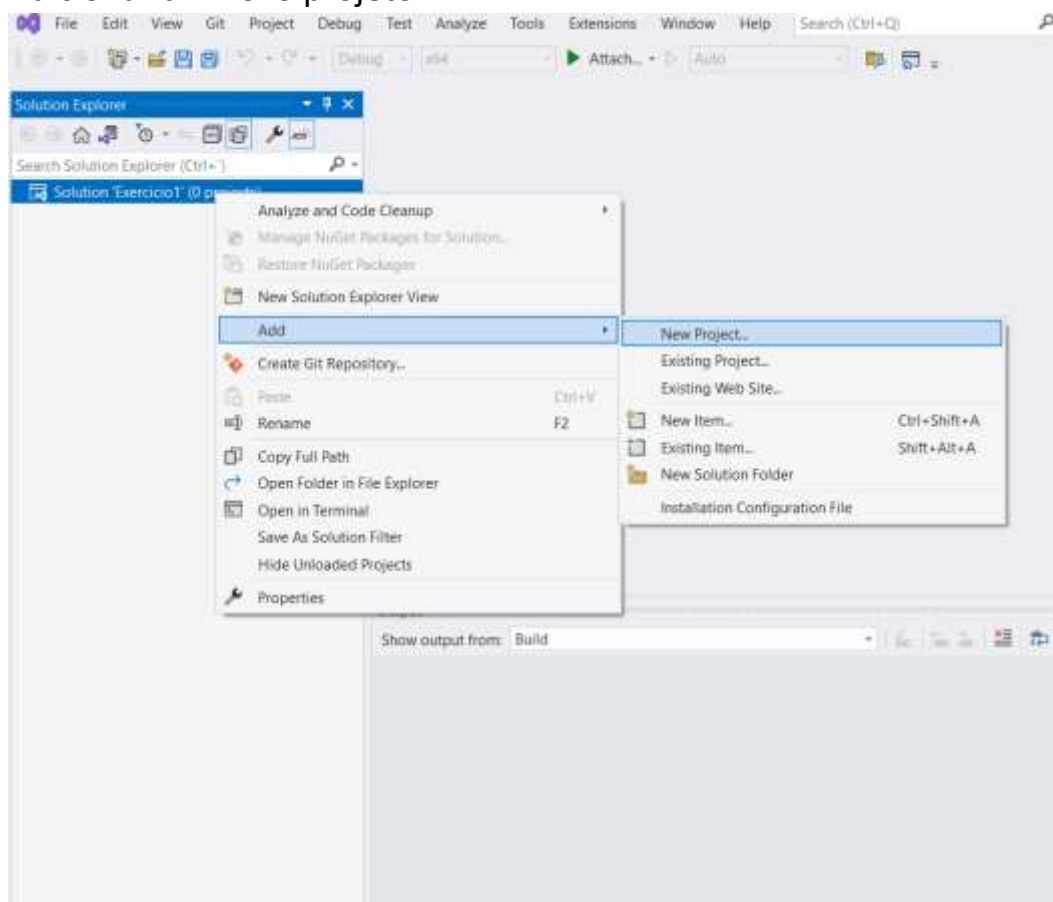 File Edit View Git Project Debug Test Analyze Tools Extensions Window Help Search (Ctrl+Q)
Debug x64 Attach... Auto
Solution Explorer
Search Solution Explorer (Ctrl+')
Solution 'Exercicio1' (0
Analyze and Code Cleanup
Manage NuGet Packages for Solution...
Restore NuGet Packages
New Solution Explorer View
Add
New Project...
Create Git Repository...
Existing Project...
Existing Web Site...
Paste Ctrl+V
Rename F2
New Item... Ctrl+Shift+A
Existing Item... Shift+Alt+A
Copy Full Path
New Solution Folder
Open Folder in File Explorer
Installation Configuration File
Open in Terminal
Save As Solution Filter
Hide Unloaded Projects
Properties
Show output from: Build